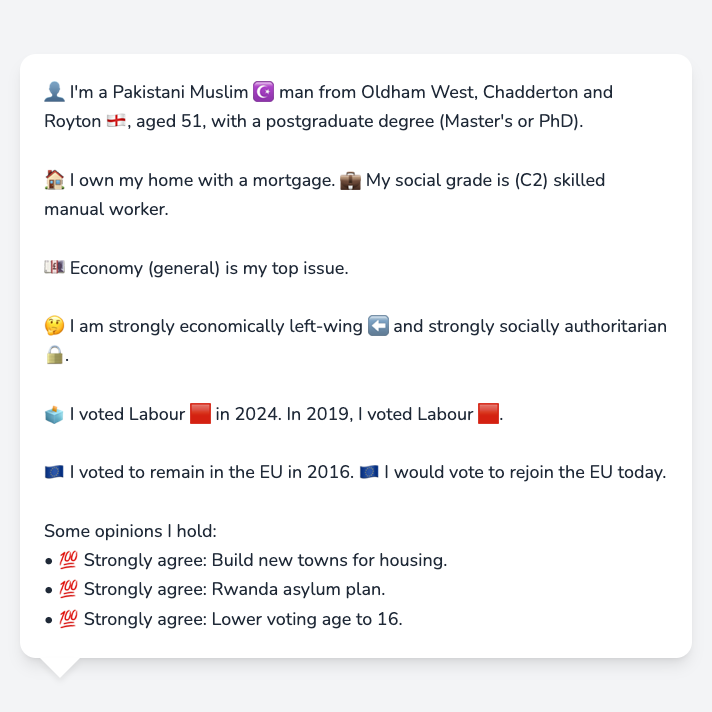 👤 I'm a Pakistani Muslim ☪️ man from Oldham West, Chadderton and
Royton 🏴󠁧󠁢󠁥󠁮󠁧󠁿, aged 51, with a postgraduate degree (Master's or PhD).
🏠 I own my home with a mortgage. 💼 My social grade is (C2) skilled
manual worker.
💷 Economy (general) is my top issue.
🤔 I am strongly economically left-wing ⬅️ and strongly socially authoritarian
🔒.
🗳️ I voted Labour 🟥 in 2024. In 2019, I voted Labour 🟥.
🇪🇺 I voted to remain in the EU in 2016. 🇪🇺 I would vote to rejoin the EU today.
Some opinions I hold:
• 💯 Strongly agree: Build new towns for housing.
• 💯 Strongly agree: Rwanda asylum plan.
• 💯 Strongly agree: Lower voting age to 16.